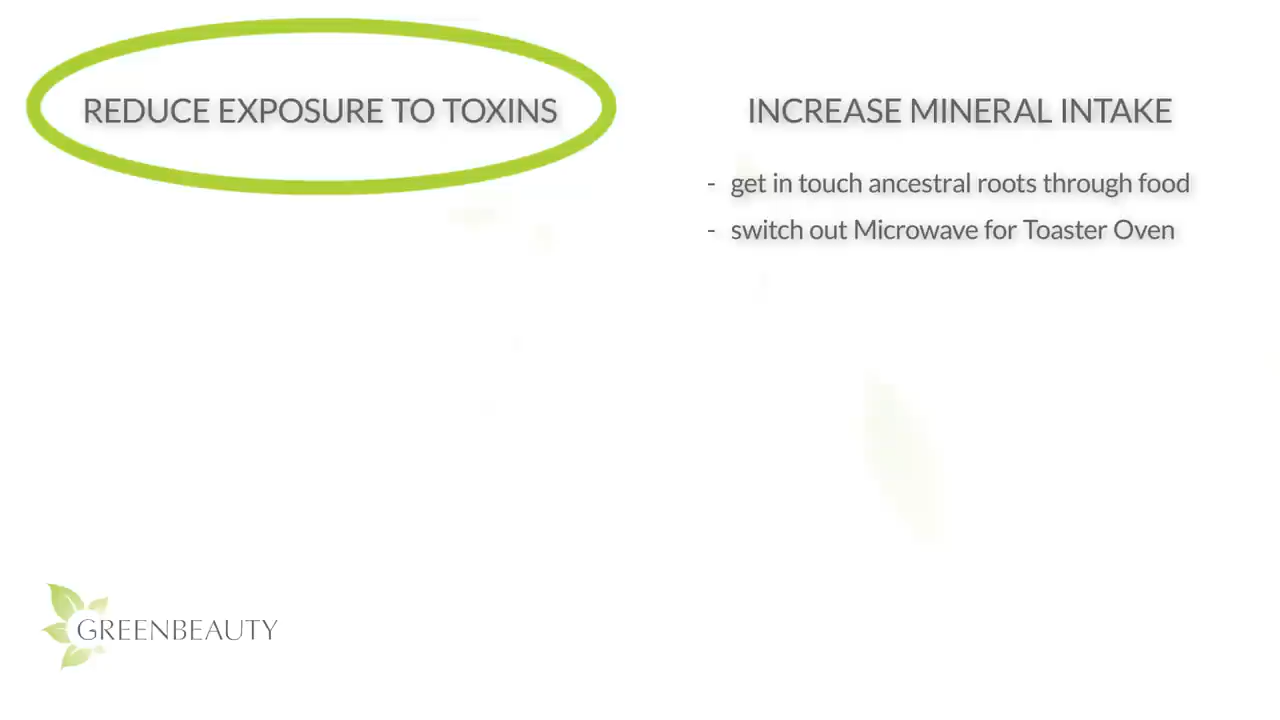 REDUCE EXPOSURE TO TOXINS
INCREASE MINERAL INTAKE
- get in touch ancestral roots through food
- switch out Microwave for Toaster Oven
GREENBEAUTY